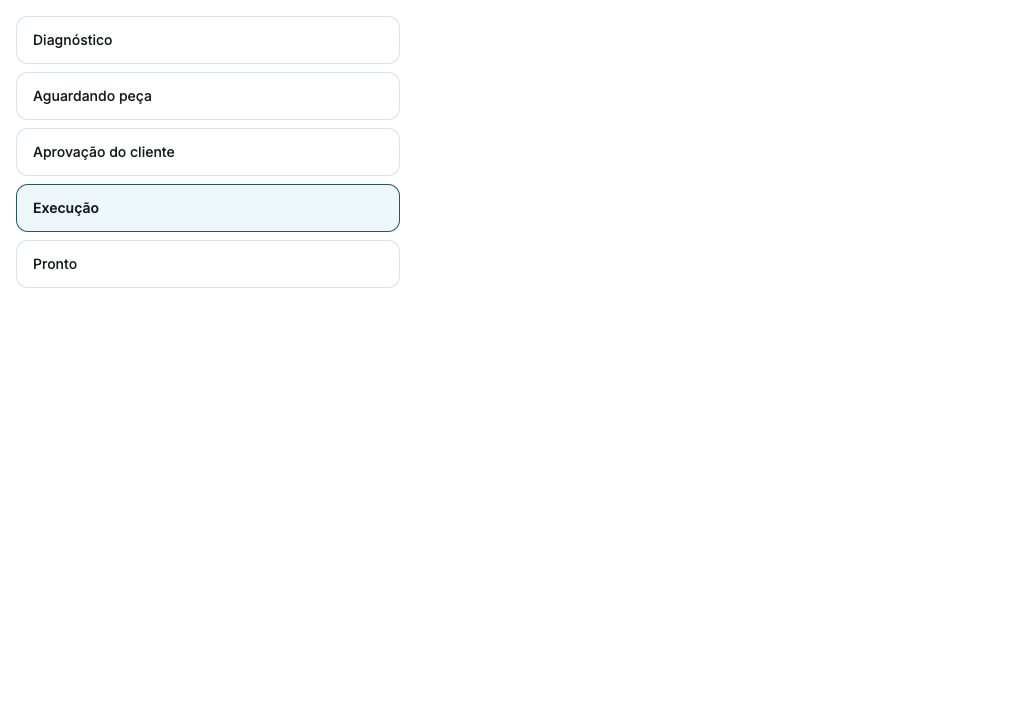 Diagnóstico
Aguardando peça
Aprovação do cliente
Execução
Pronto